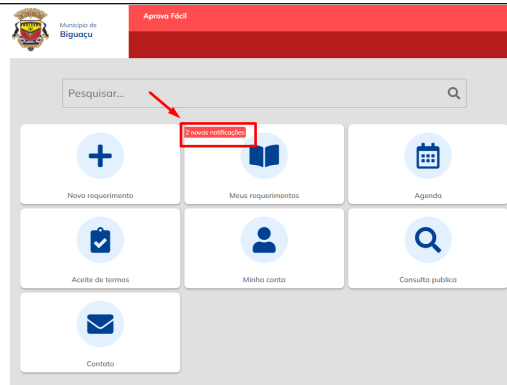 Município de
Biguaçu
Aprova Fácil
Pesquisar...
2 novas notificações
Novo requerimento
Meus requerimentos
Agenda
Aceite de termos
Minha conta
Consulta publica
Contato